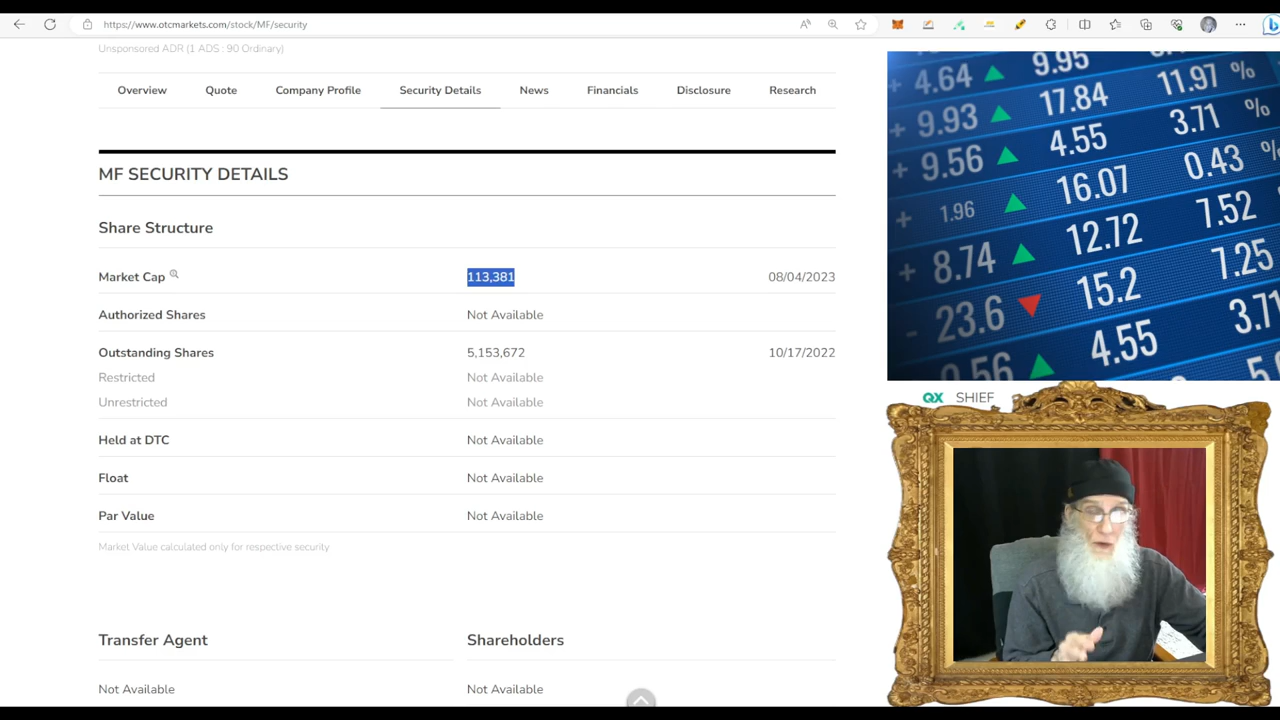 https://www.otcmarkets.com/stock/MF/security
Unsponsored ADR (1 ADS : 90 Ordinary)
Overview Quote Company Profile Security Details News Financials Disclosure Research
MF SECURITY DETAILS
Share Structure
Market Cap 113,381 08/04/2023
Authorized Shares Not Available
Outstanding Shares 5,153,672 10/17/2022
Restricted Not Available
Unrestricted Not Available
Held at DTC Not Available
Float Not Available
Par Value Not Available
Market Value calculated only for respective security
Transfer Agent Shareholders
Not Available Not Available
+ 4.64 9.95
+ 9.93 17.84 11.97 %
+ 9.56 4.55 3.71 %
+ 1.96 16.07 0.43 %
+ 8.74 12.72 7.52
- 23.6 15.2 7.25
4.55 3.71
QX SHIEF